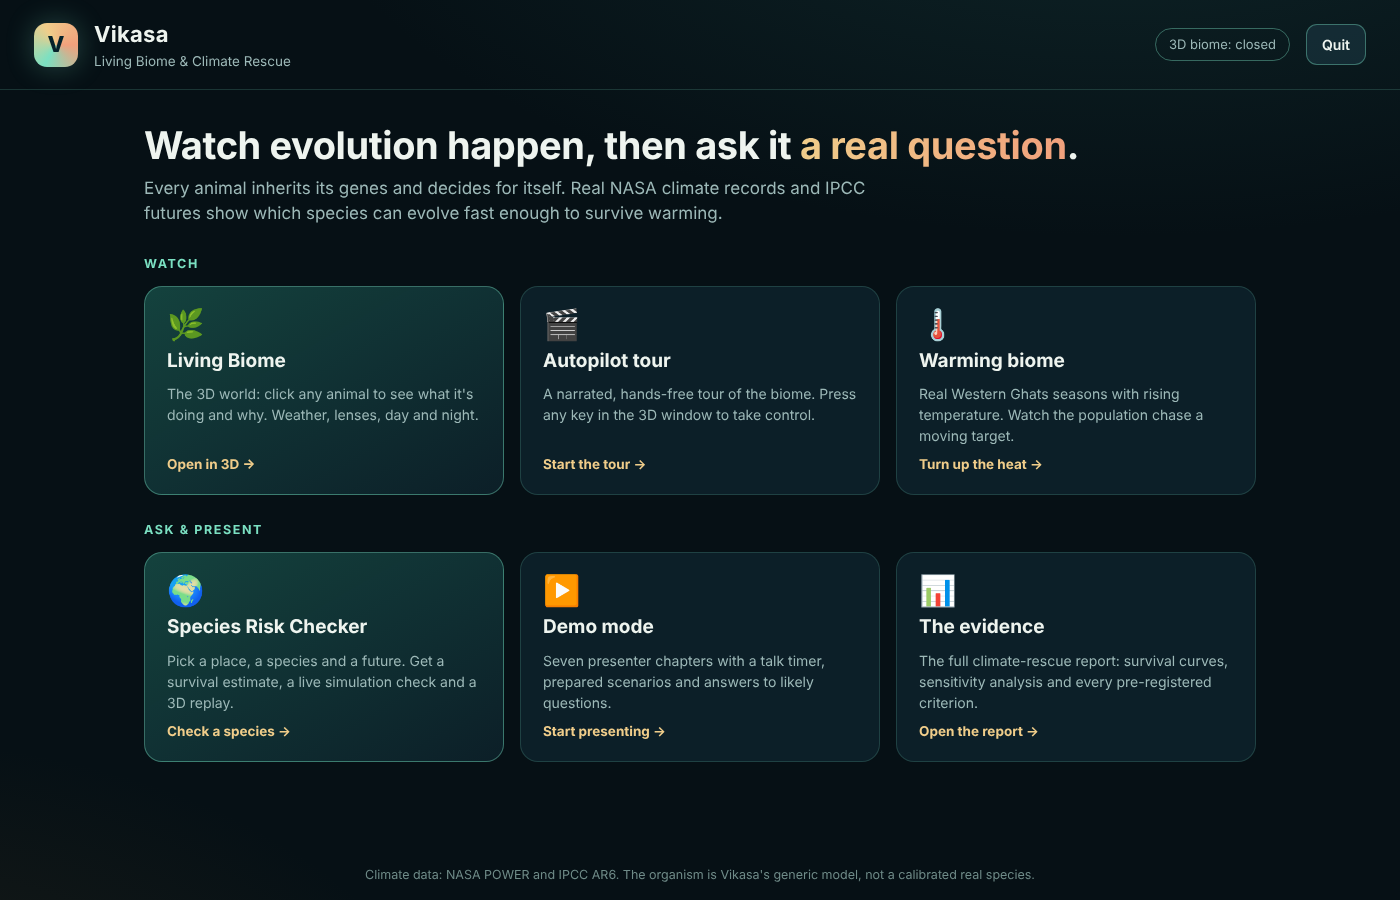 V
Vikasa
Living Biome & Climate Rescue
3D biome: closed
Quit
Watch evolution happen, then ask it a real question.
Every animal inherits its genes and decides for itself. Real NASA climate records and IPCC
futures show which species can evolve fast enough to survive warming.
WATCH
Living Biome
The 3D world: click any animal to see what it's
doing and why. Weather, lenses, day and night.
Open in 3D →
Autopilot tour
A narrated, hands-free tour of the biome. Press
any key in the 3D window to take control.
Start the tour →
Warming biome
Real Western Ghats seasons with rising
temperature. Watch the population chase a
moving target.
Turn up the heat →
ASK & PRESENT
Species Risk Checker
Pick a place, a species and a future. Get a
survival estimate, a live simulation check and a
3D replay.
Check a species →
Demo mode
Seven presenter chapters with a talk timer,
prepared scenarios and answers to likely
questions.
Start presenting →
The evidence
The full climate-rescue report: survival curves,
sensitivity analysis and every pre-registered
criterion.
Open the report →
Climate data: NASA POWER and IPCC AR6. The organism is Vikasa's generic model, not a calibrated real species.